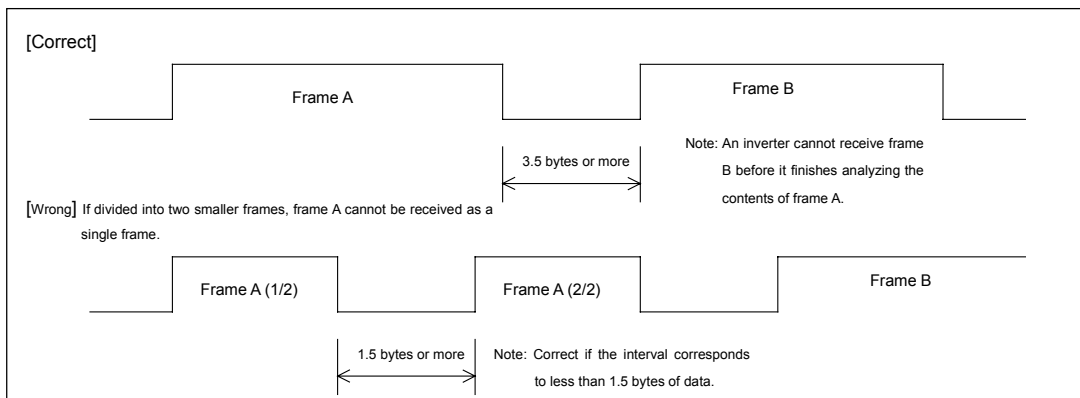 [Correct]
Frame A
Frame B
3.5 bytes or more
Note: An inverter cannot receive frame
B before it finishes analyzing the
contents of frame A.
[Wrong] If divided into two smaller frames, frame A cannot be received as a
single frame.
Frame A (1/2)
Frame A (2/2)
Frame B
1.5 bytes or more
Note: Correct if the interval corresponds
to less than 1.5 bytes of data.